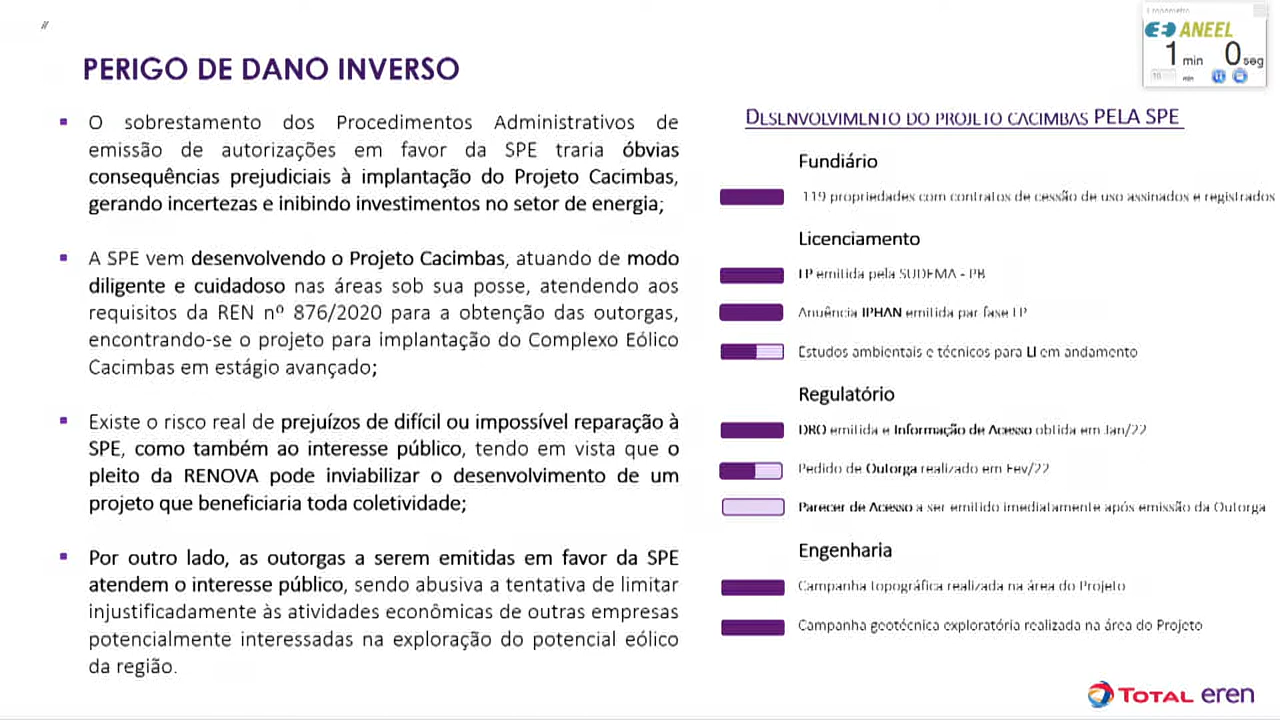 PERIGO DE DANO INVERSO
O sobrestamento dos Procedimentos Administrativos de
emissão de autorizações em favor da SPE traria óbvias
consequências prejudiciais à implantação do Projeto Cacimbas,
gerando incertezas e inibindo investimentos no setor de energia;
A SPE vem desenvolvendo o Projeto Cacimbas, atuando de modo
diligente e cuidadoso nas áreas sob sua posse, atendendo aos
requisitos da REN nº 876/2020 para a obtenção das outorgas,
encontrando-se o projeto para implantação do Complexo Eólico
Cacimbas em estágio avançado;
Existe o risco real de prejuízos de difícil ou impossível reparação à
SPE, como também ao interesse público, tendo em vista que o
pleito da RENOVA pode inviabilizar o desenvolvimento de um
projeto que beneficiaria toda coletividade;
Por outro lado, as outorgas a serem emitidas em favor da SPE
atendem o interesse público, sendo abusiva a tentativa de limitar
injustificadamente às atividades econômicas de outras empresas
potencialmente interessadas na exploração do potencial eólico
da região.
Cronômetro
ANEEL
1 min 0 seg
10 min
DESENVOLVIMENTO DO PROJETO CACIMBAS PELA SPE
Fundiário
119 propriedades com contratos de cessão de uso assinados e registrados
Licenciamento
LP emitida pela SUDEMA - PB
Anuência IPHAN emitida par fase LP
Estudos ambientais e técnicos para LI em andamento
Regulatório
DRO emitida e Informação de Acesso obtida em Jan/22
Pedido de Outorga realizado em Fev/22
Parecer de Acesso a ser emitido imediatamente após emissão da Outorga
Engenharia
Campanha topográfica realizada na área do Projeto
Campanha geotécnica exploratória realizada na área do Projeto
TOTAL eren